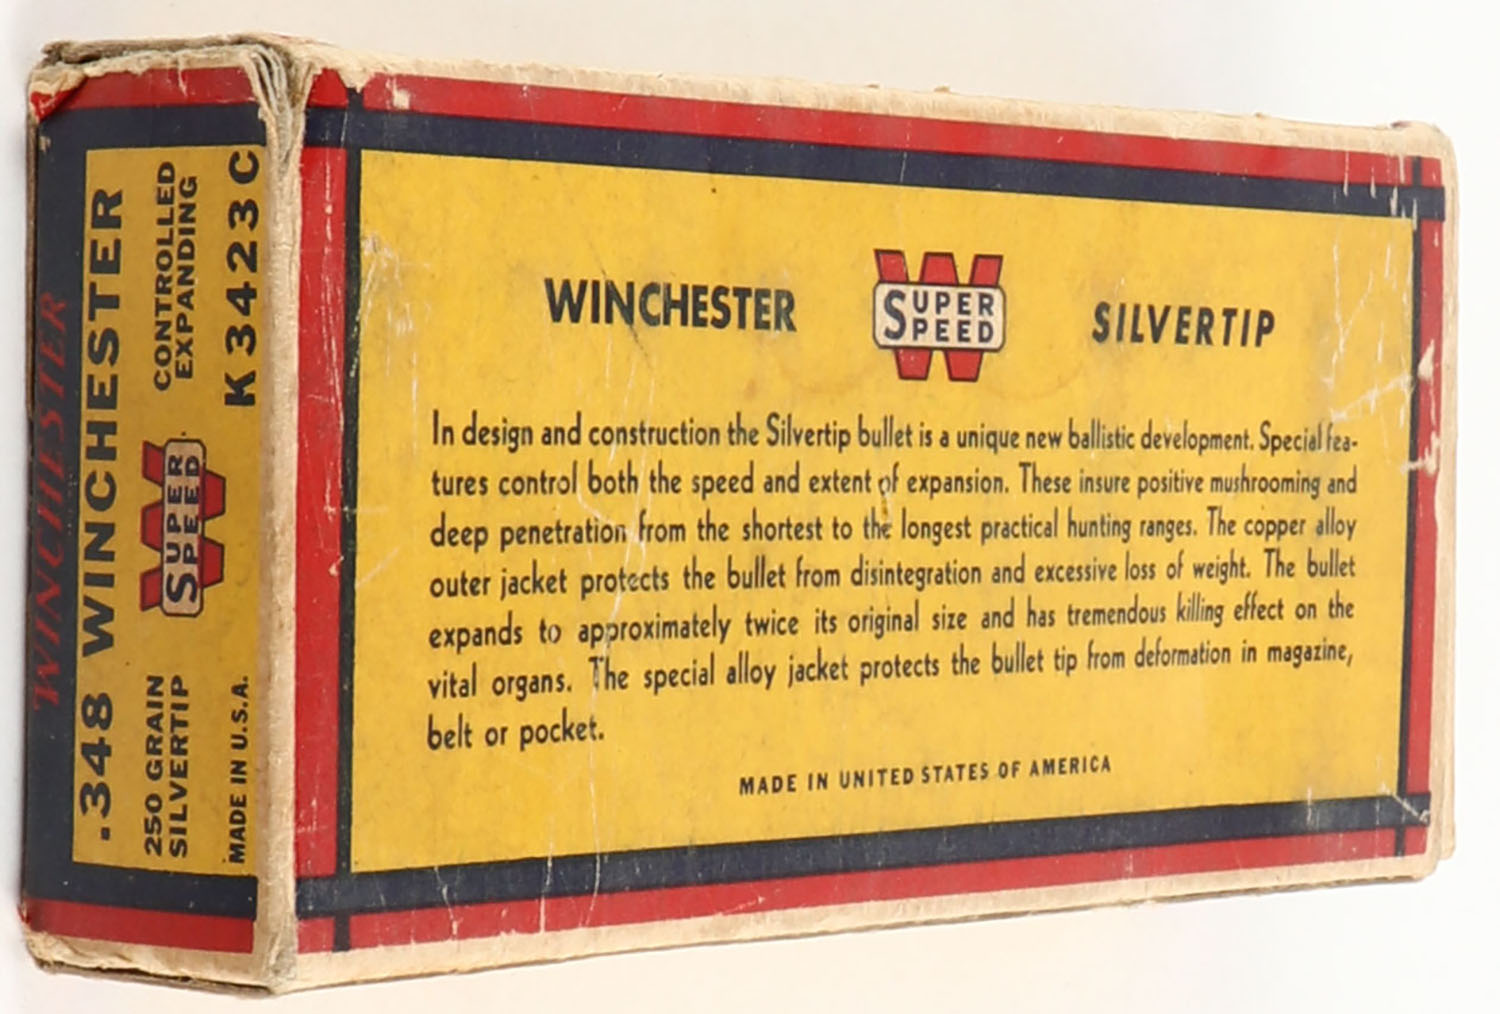 WINCHESTER
.348 WINCHESTER
250 GRAIN
SILVERTIP
SUPER
SPEED
CONTROLLED
EXPANDING
MADE IN U.S.A.
K 3423 C
WINCHESTER SUPER SPEED SILVERTIP
In design and construction the Silvertip bullet is a unique new ballistic development. Special fea-
tures control both the speed and extent of expansion. These insure positive mushrooming and
deep penetration from the shortest to the longest practical hunting ranges. The copper alloy
outer jacket protects the bullet from disintegration and excessive loss of weight. The bullet
expands to approximately twice its original size and has tremendous killing effect on the
vital organs. The special alloy jacket protects the bullet tip from deformation in magazine,
belt or pocket.
MADE IN UNITED STATES OF AMERICA